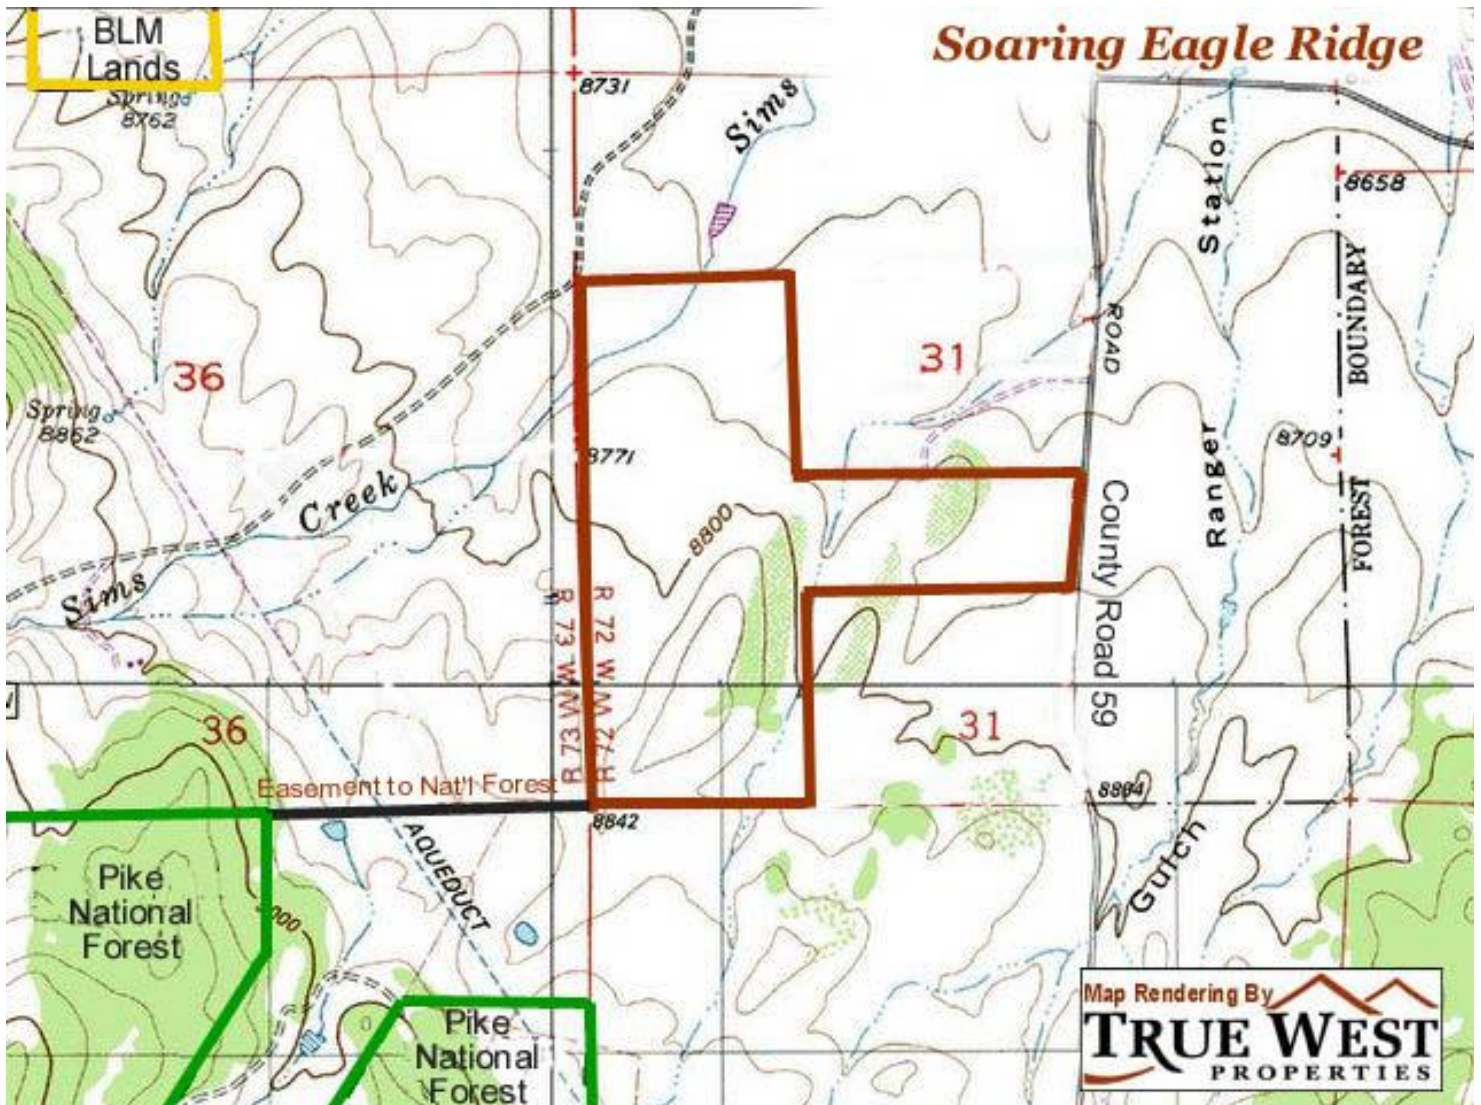 BLM
Lands
Soaring Eagle Ridge
Spring
8762
8731
Sims
Station
8658
BOUNDARY
ROAD
36
31
Spring
8862
8709
8771
Creek
Ranger
FOREST
County Road 59
8800
Sims
R 73 W
R 72 W
R 73 W
R 72 W
36
31
Easement to Nat'l Forest
8842
8884
AQUEDUCT
Gulch
Pike
National
Forest
Pike
National
Forest
Map Rendering By
TRUE WEST
PROPERTIES